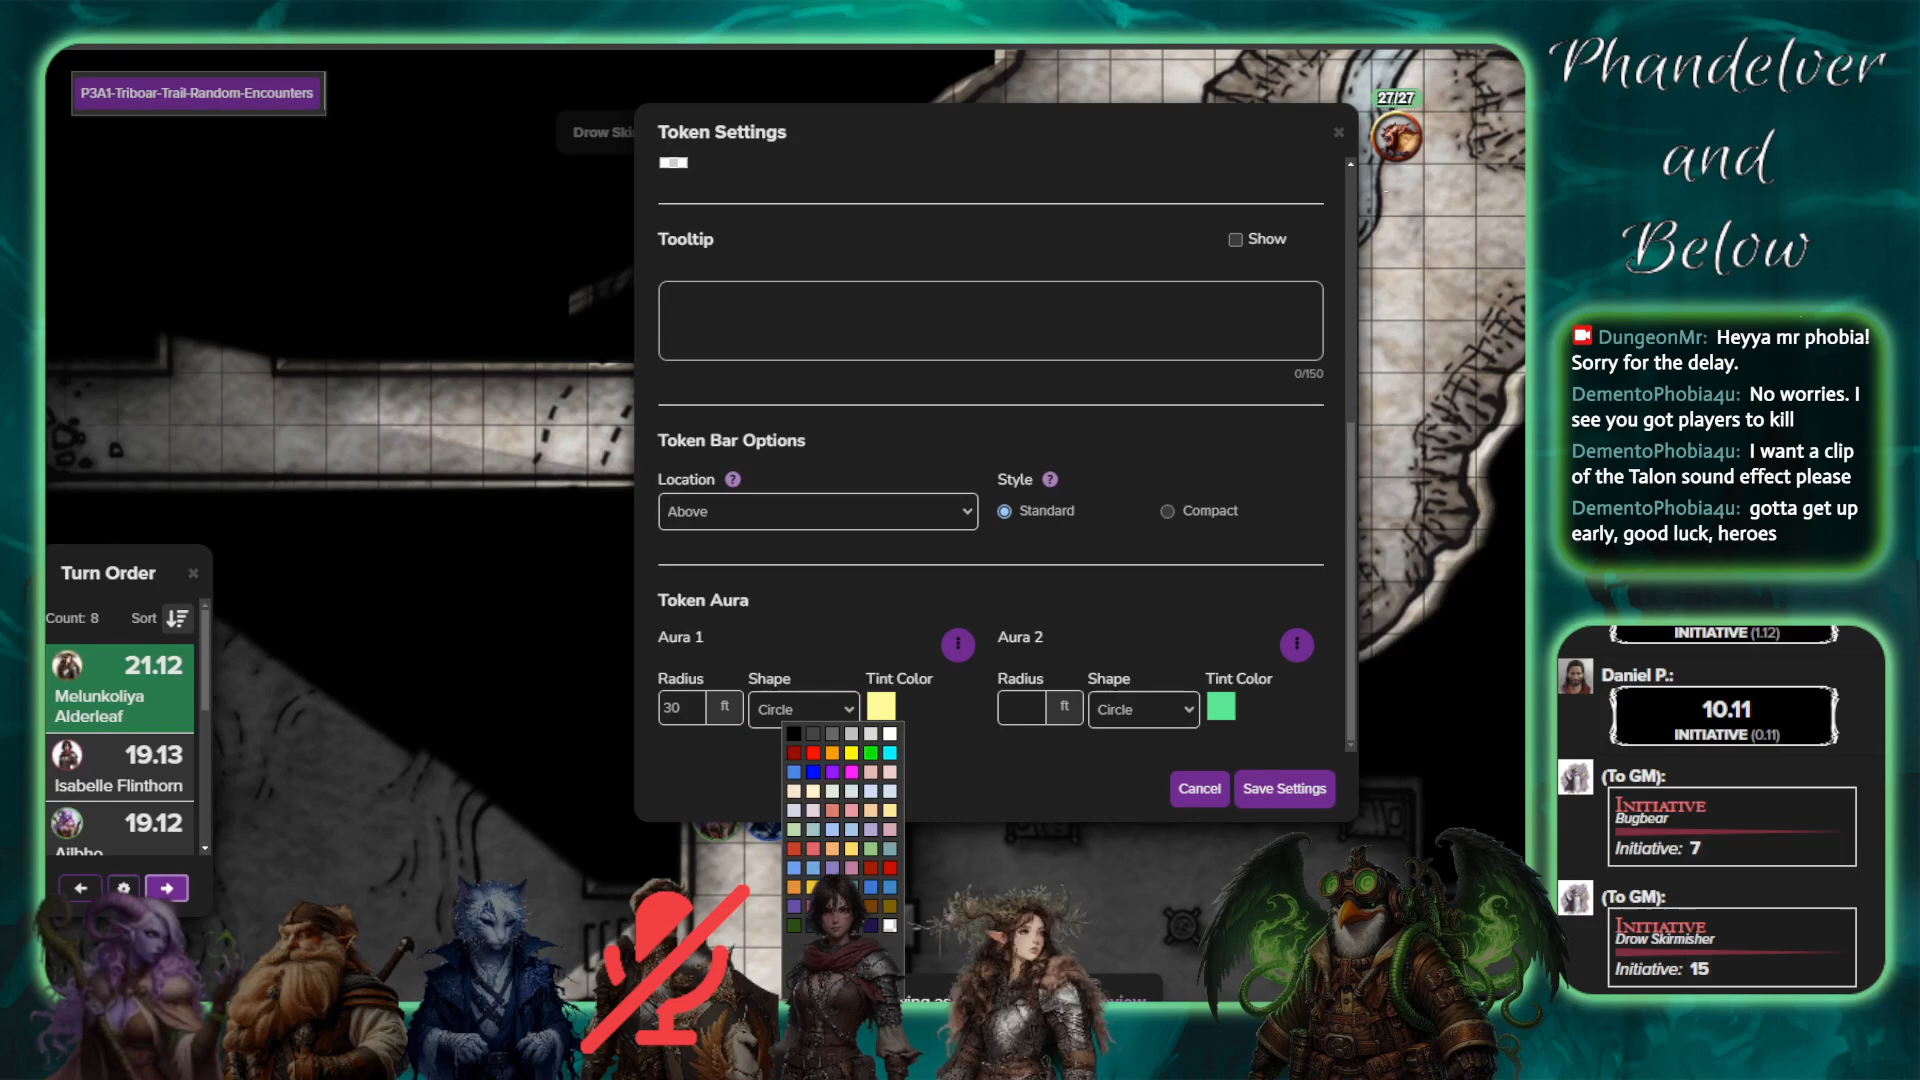 P3A1-Triboar-Trail-Random-Encounters
Phandelver
and
Below
27/27
Token Settings
Tooltip
Show
0/150
Token Bar Options
Location ?
Style ?
Above
Standard
Compact
Token Aura
Aura 1
Aura 2
Radius
Shape
Tint Color
Radius
Shape
Tint Color
30
ft
Circle
ft
Circle
Cancel
Save Settings
Turn Order
Count: 8
Sort
21.12
Melunkoliya
Alderleaf
19.13
Isabelle Flinthorn
19.12
Ailbho
DungeonMr: Heyya mr phobia!
Sorry for the delay.
DementoPhobia4u: No worries. I
see you got players to kill
DementoPhobia4u: I want a clip
of the Talon sound effect please
DementoPhobia4u: gotta get up
early, good luck, heroes
INITIATIVE (1.12)
Daniel P.:
10.11
INITIATIVE (0.11)
(To GM):
INITIATIVE
Bugbear
Initiative: 7
(To GM):
INITIATIVE
Drow Skirmisher
Initiative: 15